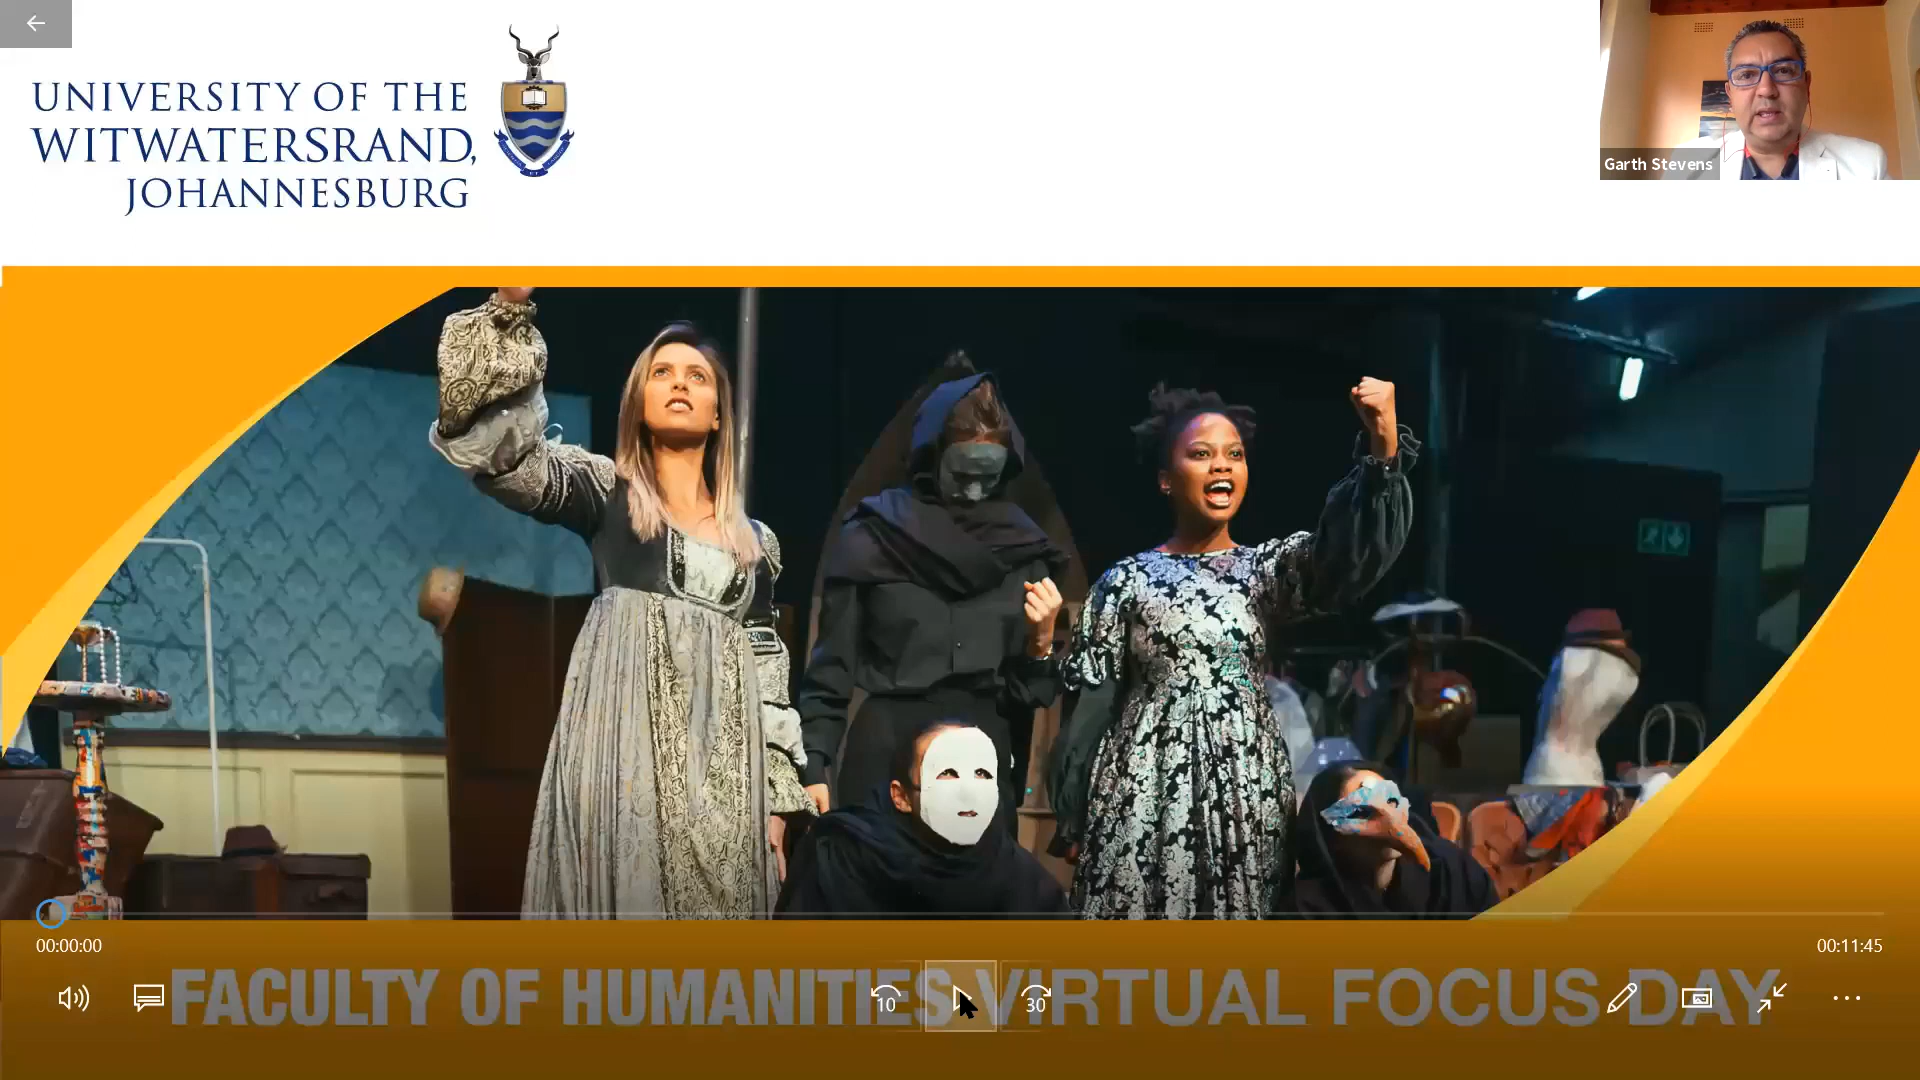 UNIVERSITY OF THE
WITWATERSRAND,
JOHANNESBURG
Garth Stevens
00:00:00
00:11:45
FACULTY OF HUMANITIES VIRTUAL FOCUS DAY
10
30